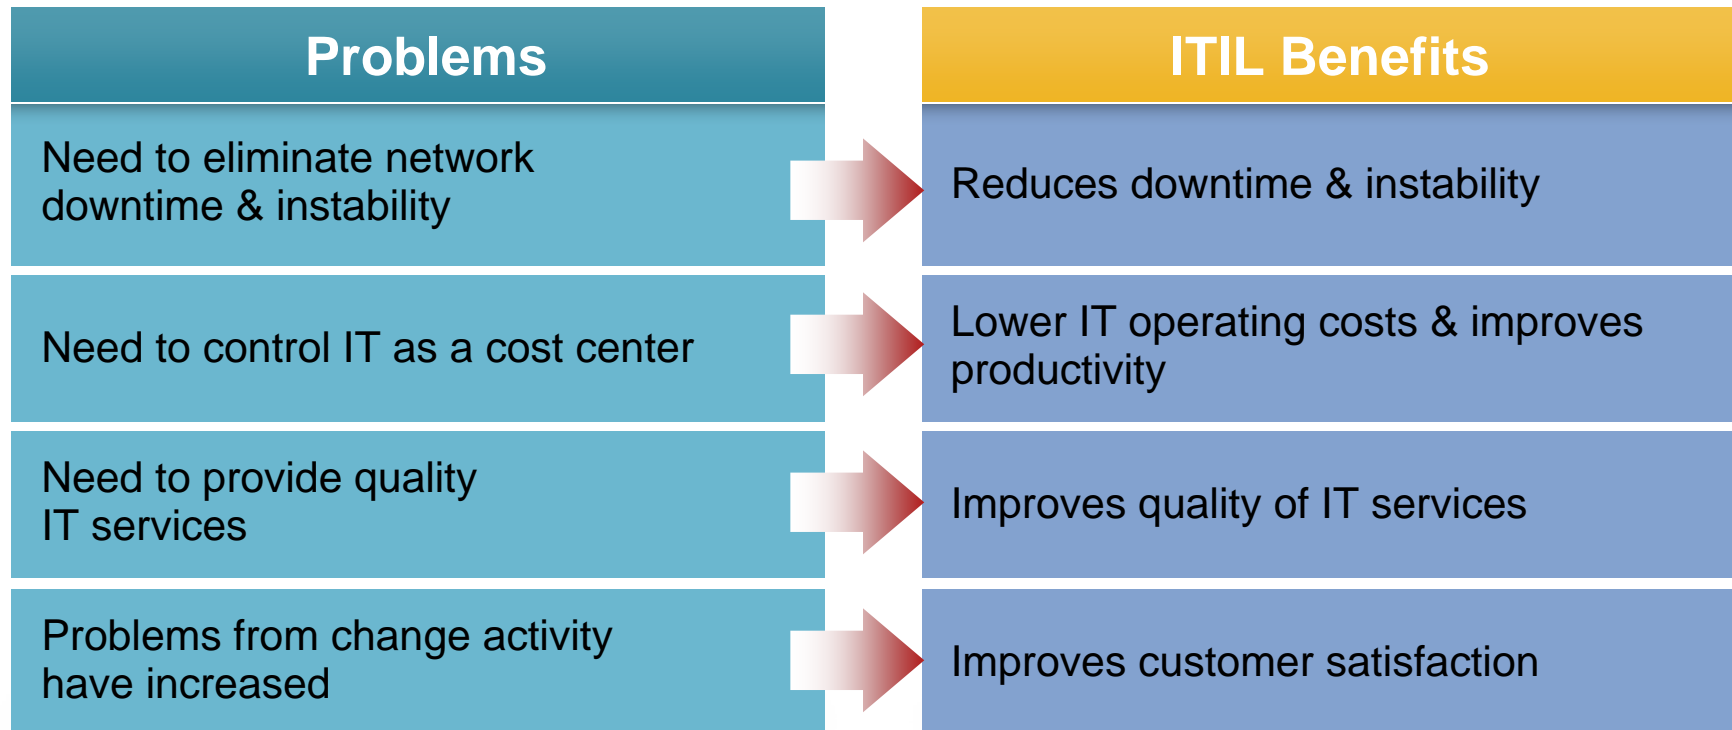 Problems
ITIL Benefits
Need to eliminate network
downtime & instability
Reduces downtime & instability
Need to control IT as a cost center
Lower IT operating costs & improves
productivity
Need to provide quality
IT services
Improves quality of IT services
Problems from change activity
have increased
Improves customer satisfaction